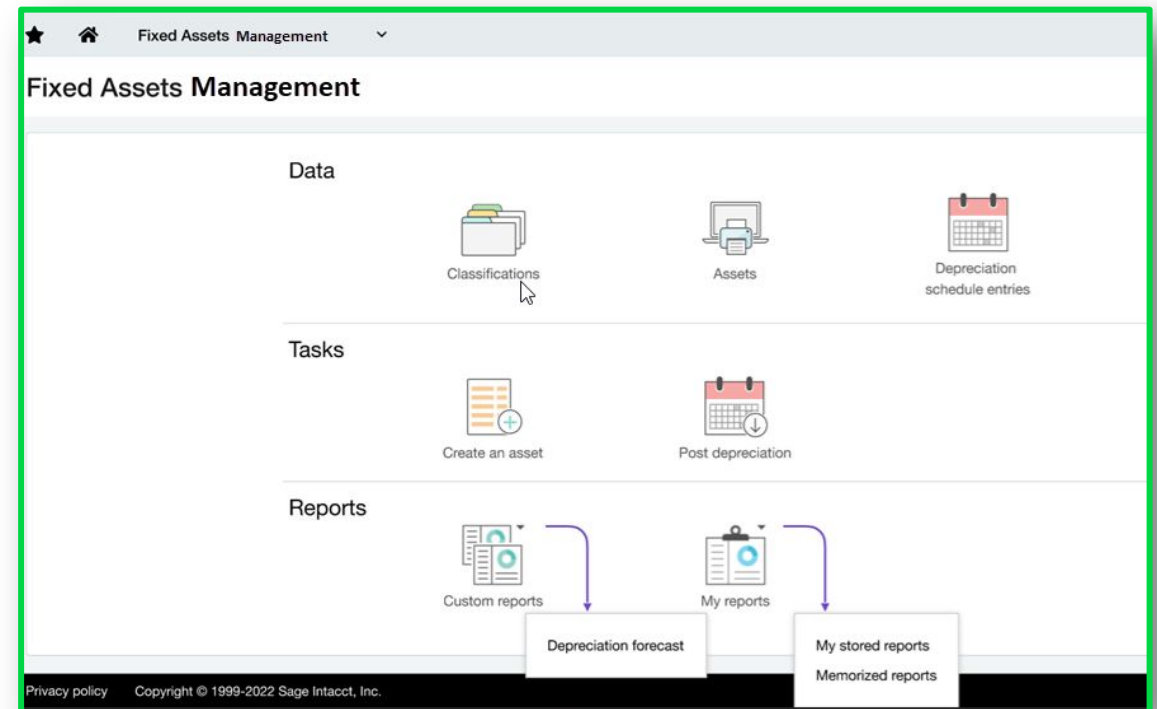 Fixed Assets Management
Fixed Assets Management
Data
Classifications
Assets
Depreciation
schedule entries
Tasks
Create an asset
Post depreciation
Reports
Custom reports
My reports
Depreciation forecast
My stored reports
Memorized reports
Privacy policy Copyright © 1999-2022 Sage Intacct, Inc.